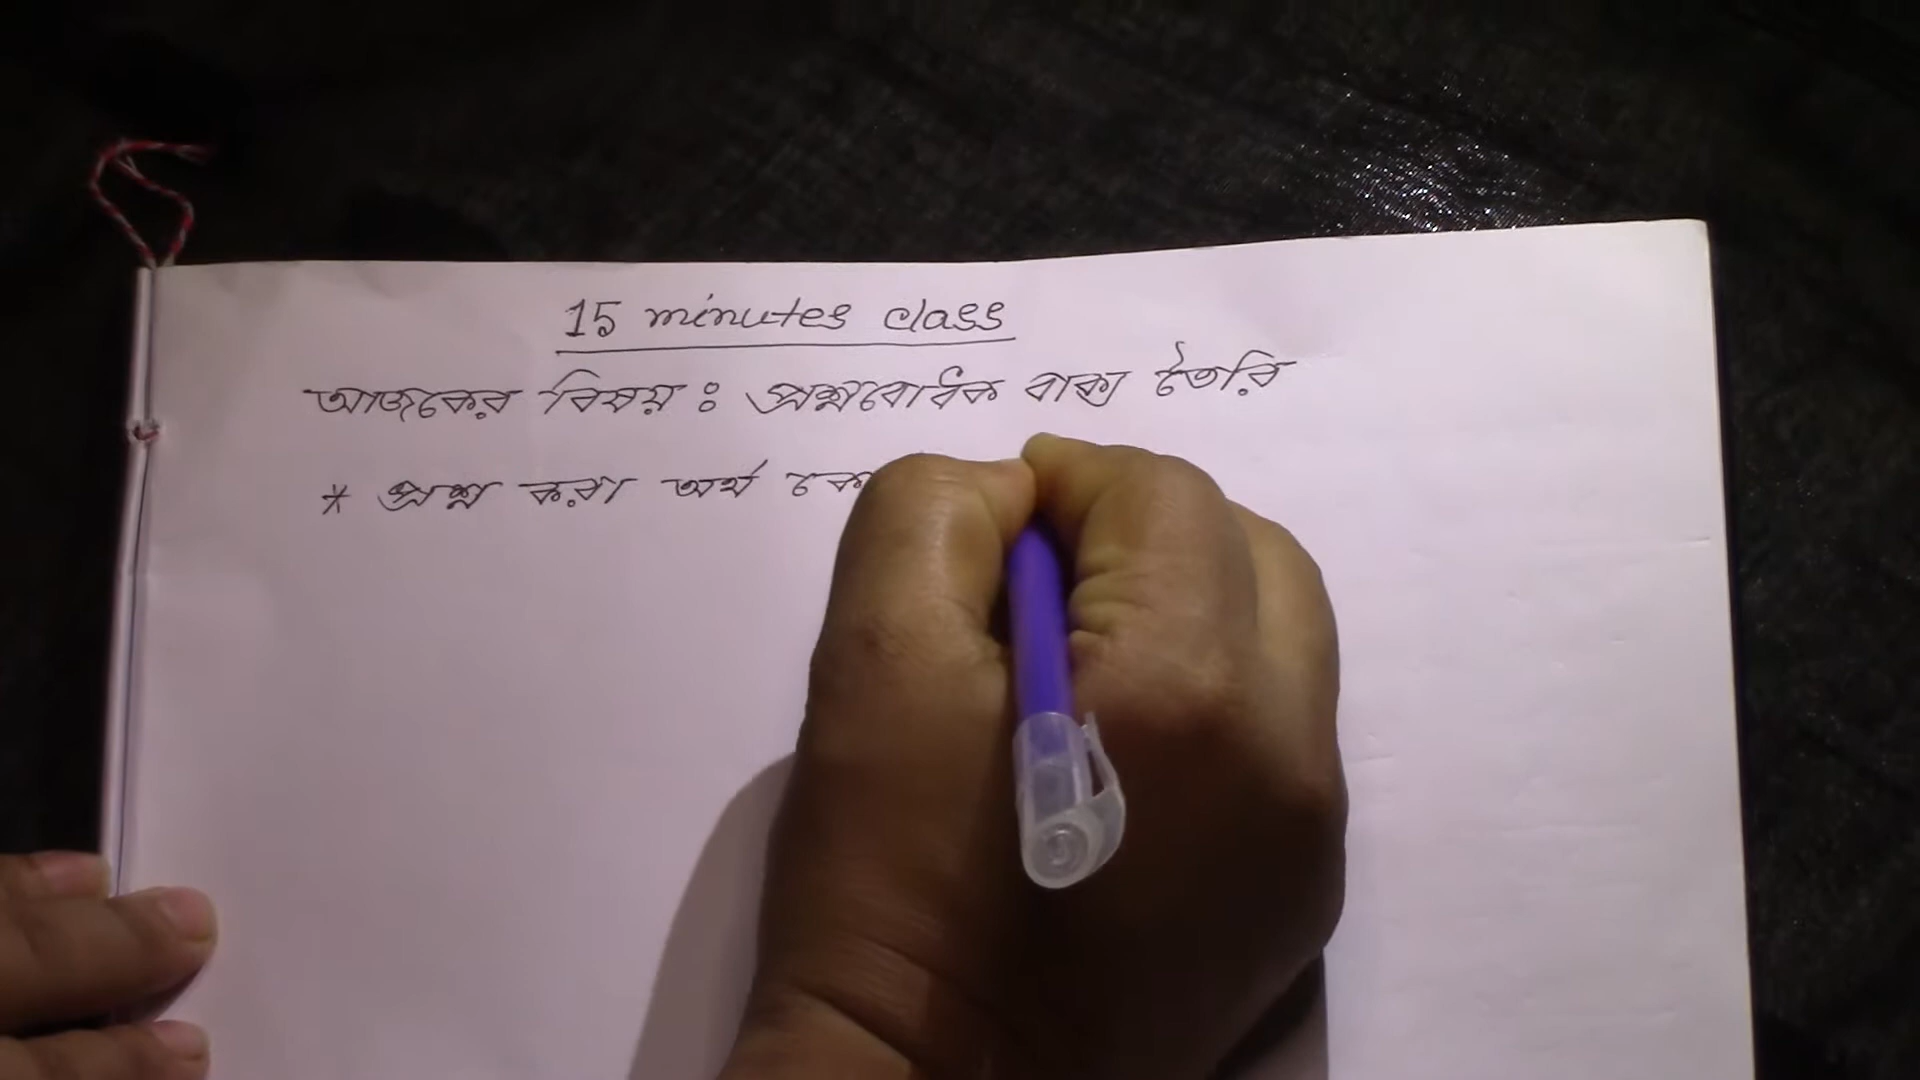 15 minutes class
আজকের বিষয় : প্রশ্নবোধক বাক্য তৈরি
* প্রশ্ন করা অর্থ